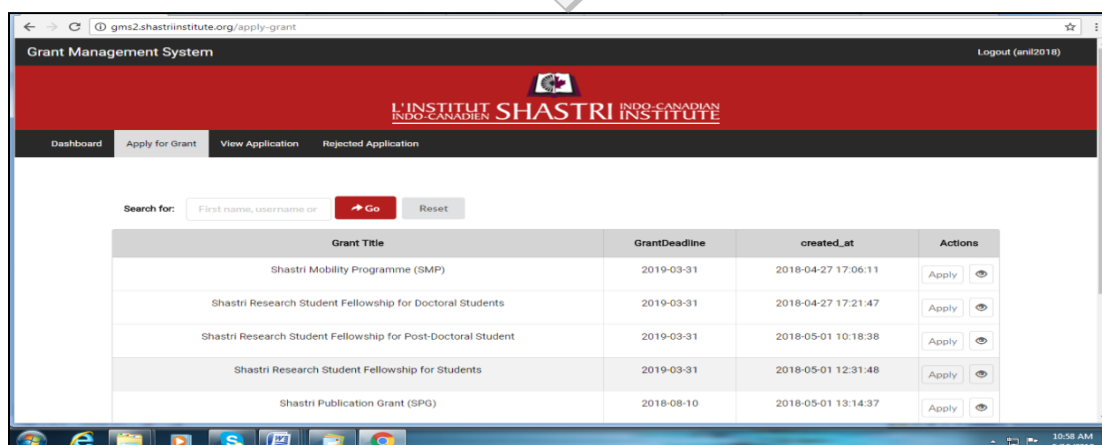 gms2.shastriinstitute.org/apply-grant
Grant Management System Logout (anil2018)
L'INSTITUT SHASTRI INDO-CANADIAN
INDO-CANADIEN INSTITUTE
Dashboard Apply for Grant View Application Rejected Application
Search for: First name, username or Go Reset
Grant Title GrantDeadline created_at Actions
Shastri Mobility Programme (SMP) 2019-03-31 2018-04-27 17:06:11 Apply
Shastri Research Student Fellowship for Doctoral Students 2019-03-31 2018-04-27 17:21:47 Apply
Shastri Research Student Fellowship for Post-Doctoral Student 2019-03-31 2018-05-01 10:18:38 Apply
Shastri Research Student Fellowship for Students 2019-03-31 2018-05-01 12:31:48 Apply
Shastri Publication Grant (SPG) 2018-08-10 2018-05-01 13:14:37 Apply
10:58 AM